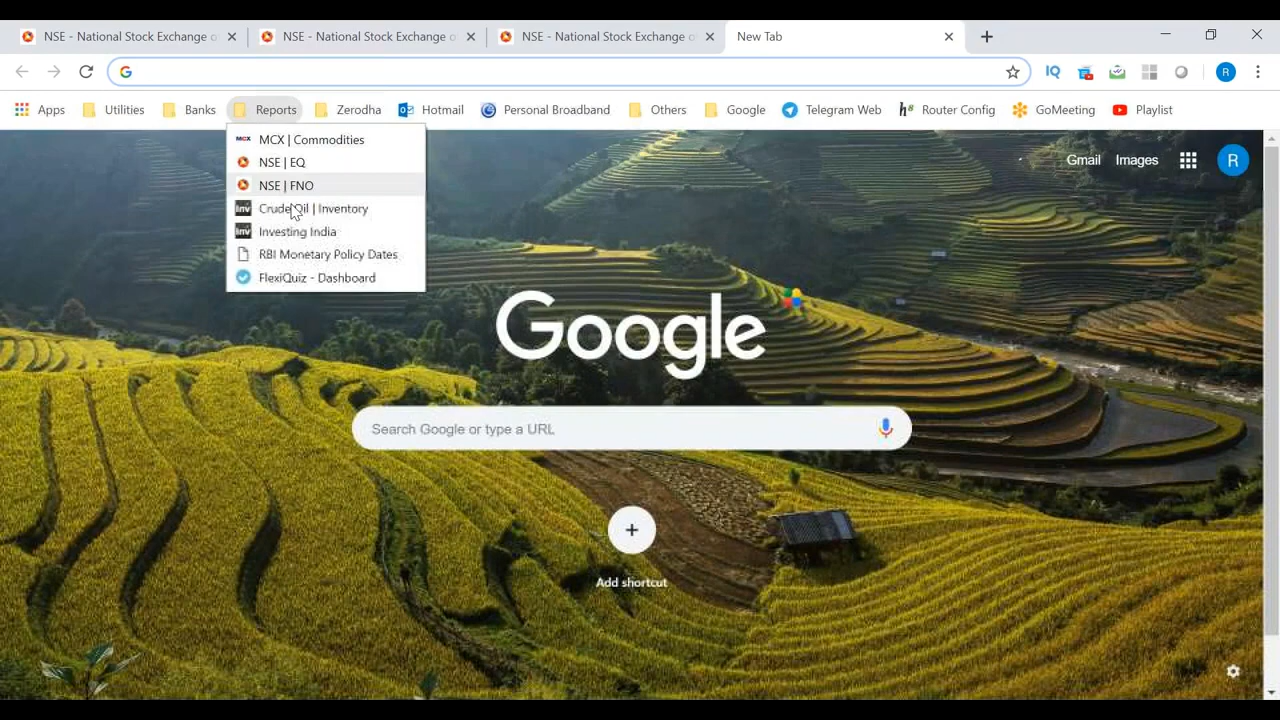 NSE - National Stock Exchange o
NSE - National Stock Exchange o
NSE - National Stock Exchange o
New Tab
Apps
Utilities
Banks
Reports
Zerodha
Hotmail
Personal Broadband
Others
Google
Telegram Web
Router Config
GoMeeting
Playlist
MCX | Commodities
NSE | EQ
NSE | FNO
Crude Oil | Inventory
Investing India
RBI Monetary Policy Dates
FlexiQuiz - Dashboard
Gmail
Images
R
R
IQ
Google
Search Google or type a URL
Add shortcut